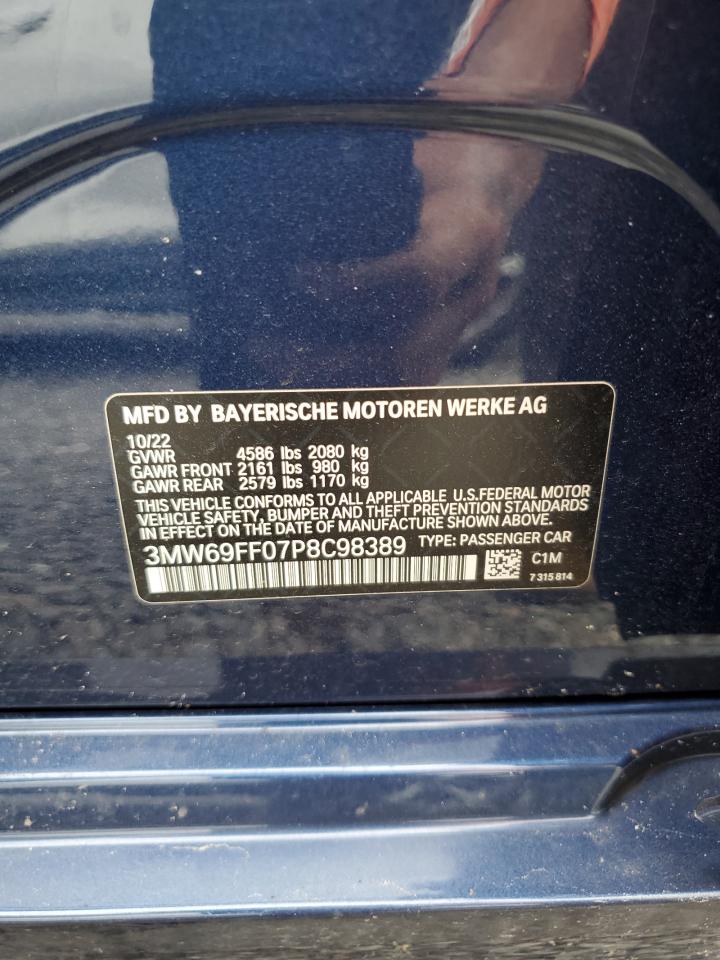 MFD BY BAYERISCHE MOTOREN WERKE AG
10/22
GVWR 4586 lbs 2080 kg
GAWR FRONT 2161 lbs 980 kg
GAWR REAR 2579 lbs 1170 kg
THIS VEHICLE CONFORMS TO ALL APPLICABLE U.S.FEDERAL MOTOR
VEHICLE SAFETY, BUMPER AND THEFT PREVENTION STANDARDS
IN EFFECT ON THE DATE OF MANUFACTURE SHOWN ABOVE.
3MW69FF07P8C98389 TYPE: PASSENGER CAR
C1M
7 315 814